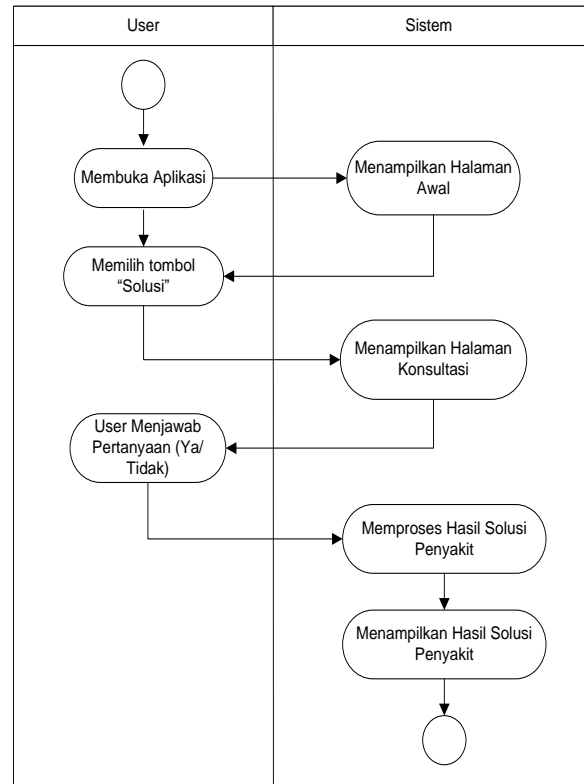 User
Sistem
Membuka Aplikasi
Menampilkan Halaman
Awal
Memilih tombol
“Solusi”
Menampilkan Halaman
Konsultasi
User Menjawab
Pertanyaan (Ya/
Tidak)
Memproses Hasil Solusi
Penyakit
Menampilkan Hasil Solusi
Penyakit